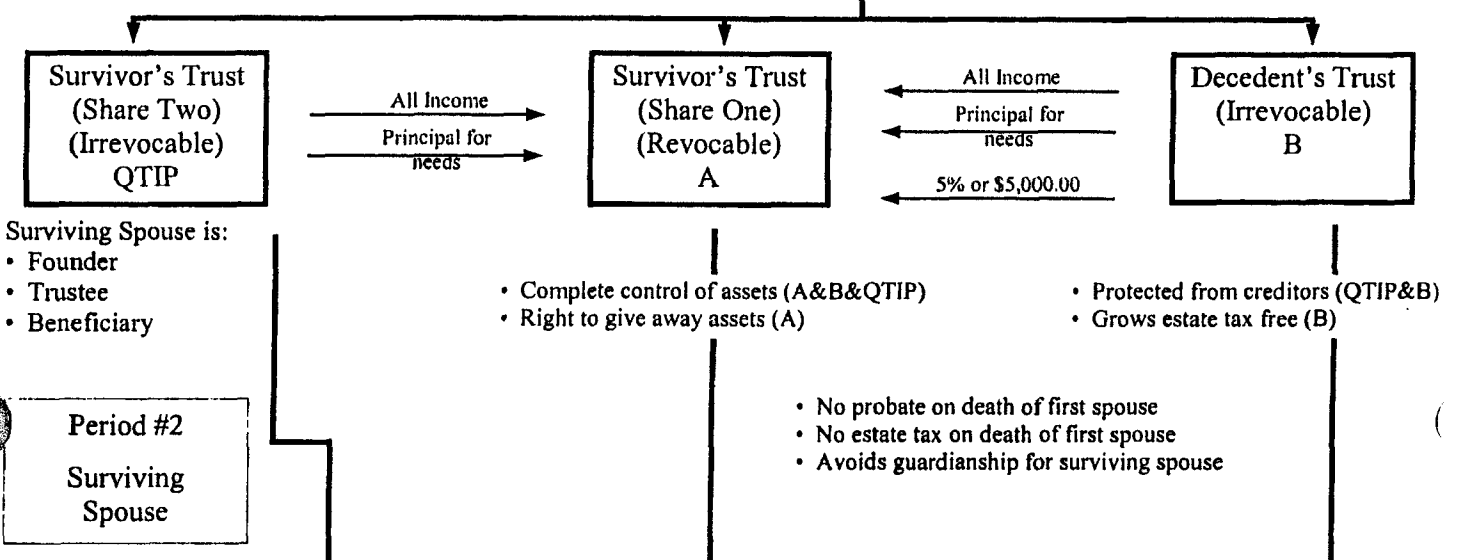 Survivor's Trust
(Share Two)
(Irrevocable)
QTIP
All Income
Principal for
needs
Survivor's Trust
(Share One)
(Revocable)
A
All Income
Principal for
needs
5% or $5,000.00
Decedent's Trust
(Irrevocable)
B
Surviving Spouse is:
• Founder
• Trustee
• Beneficiary
• Complete control of assets (A&B&QTIP)
• Right to give away assets (A)
• Protected from creditors (QTIP&B)
• Grows estate tax free (B)
• No probate on death of first spouse
• No estate tax on death of first spouse
• Avoids guardianship for surviving spouse
Period #2
Surviving
Spouse